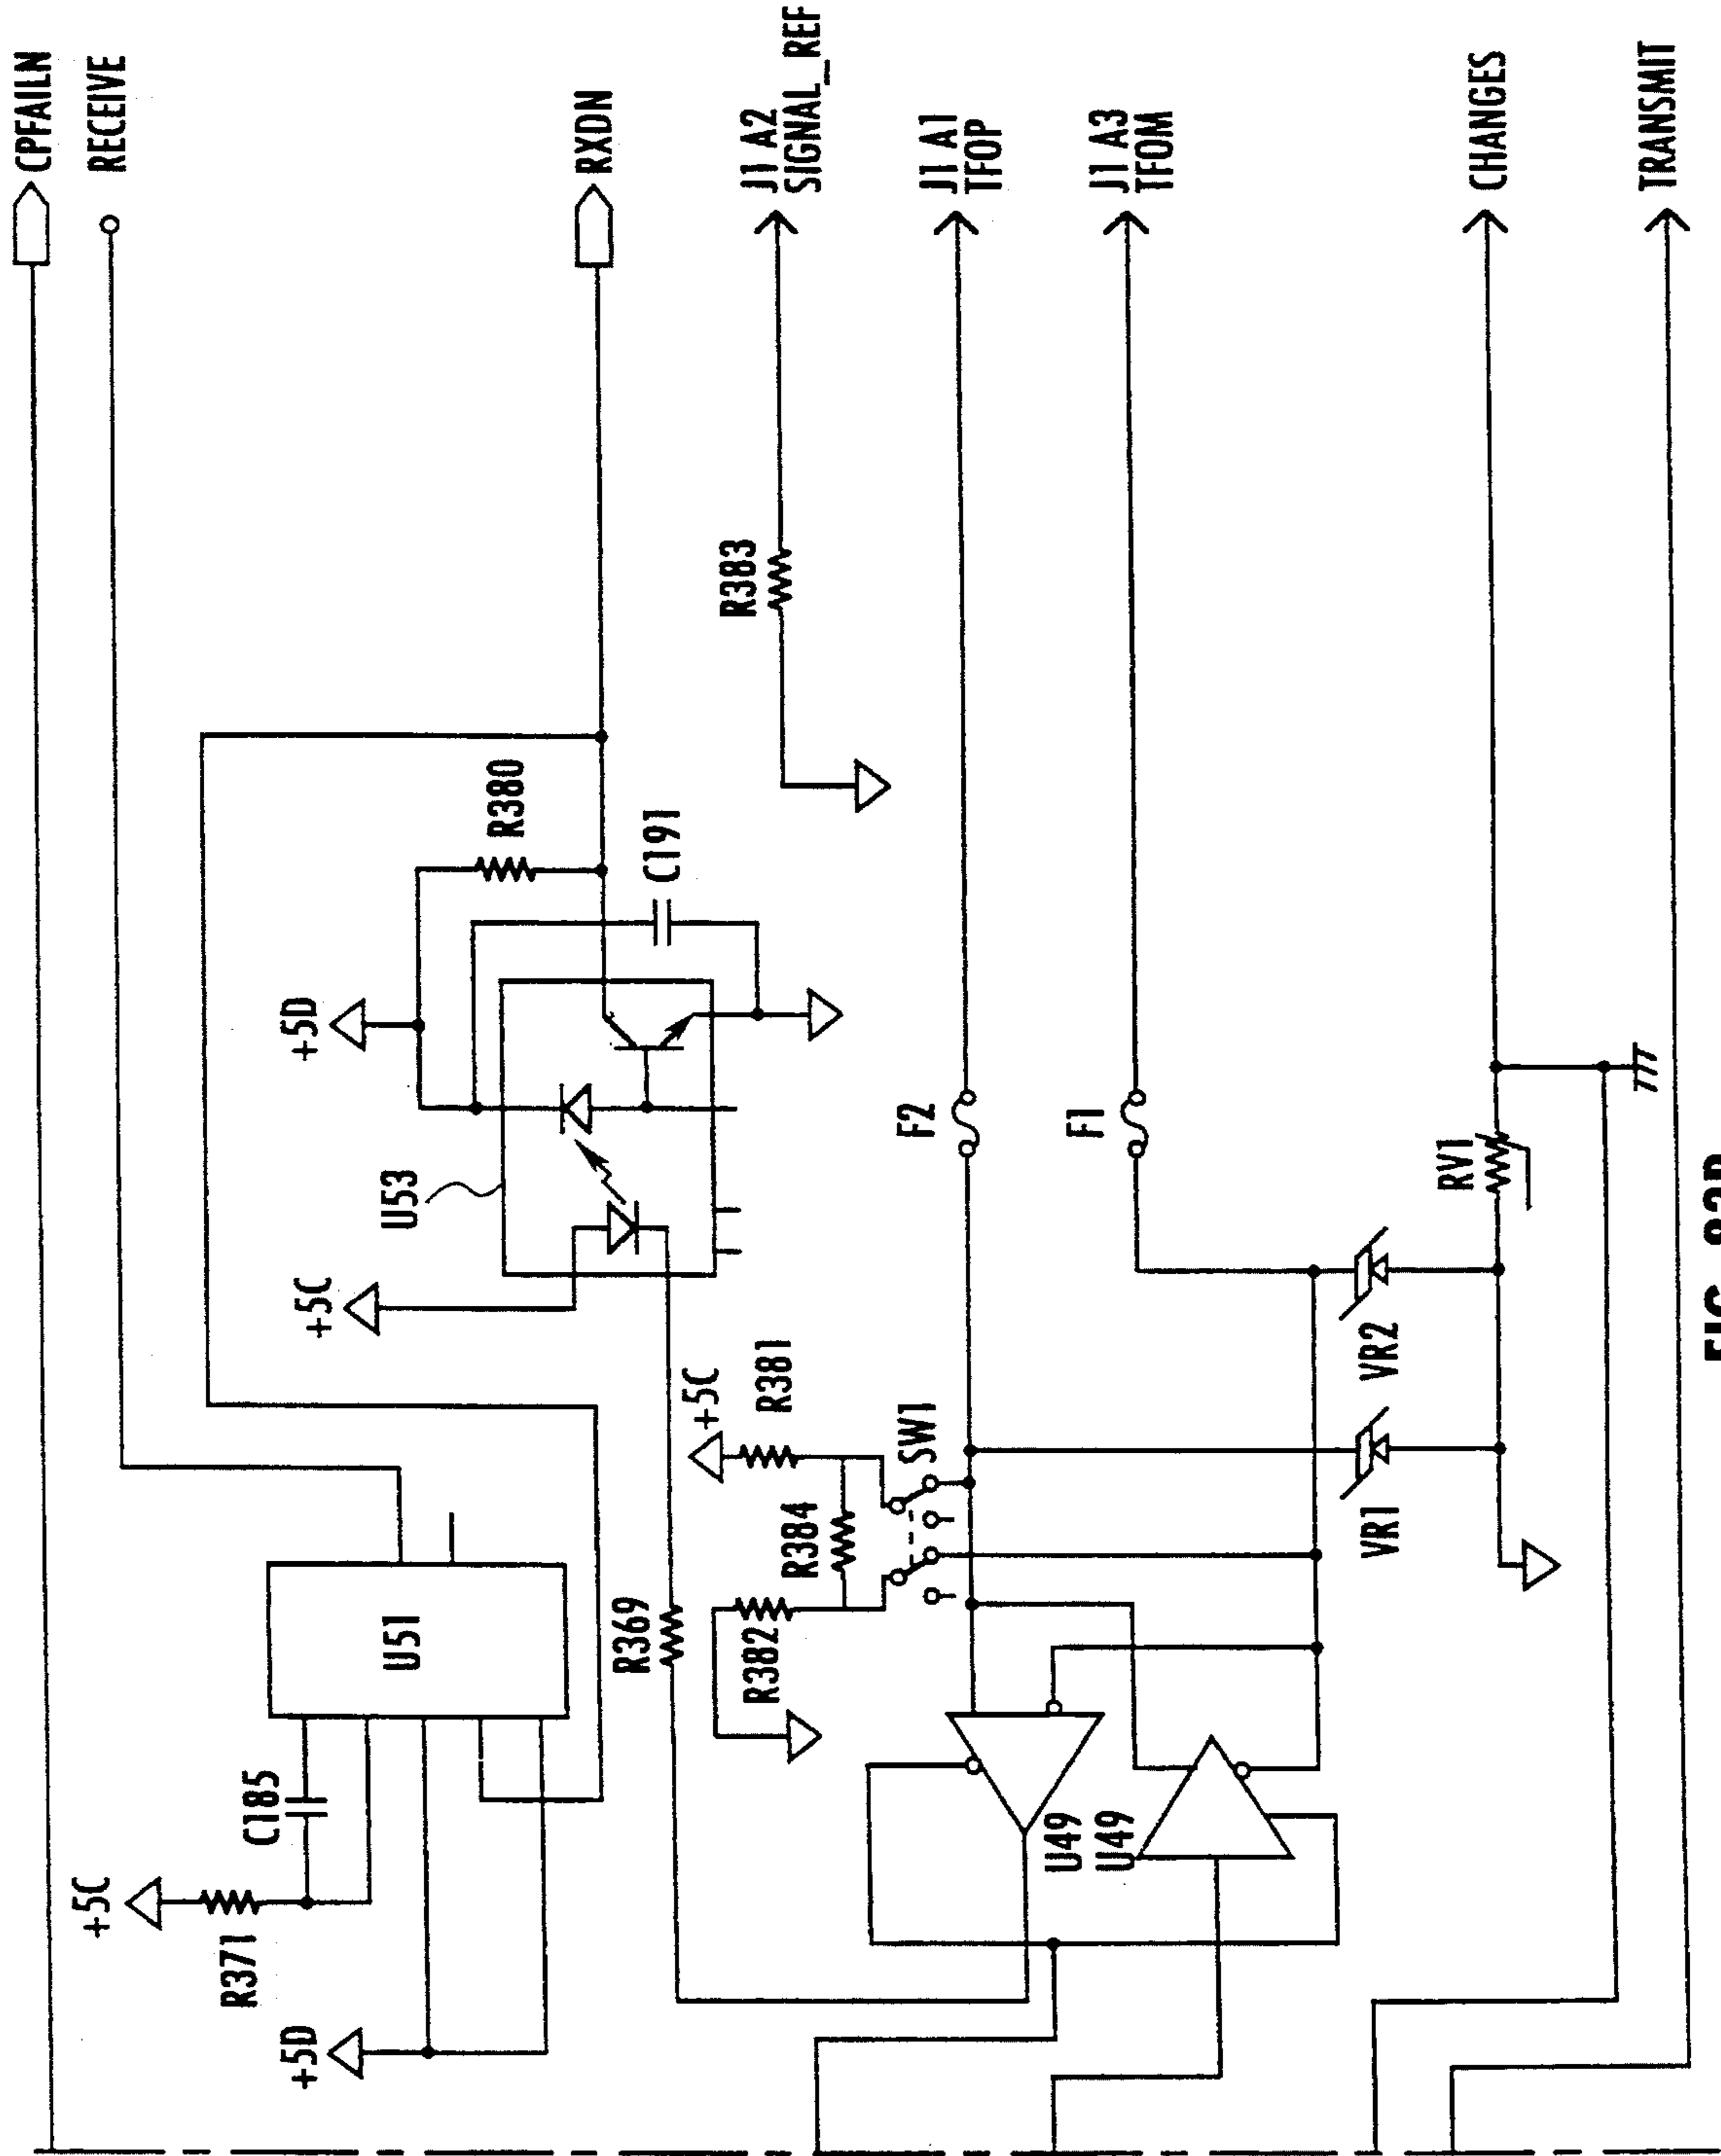 CPFAILN
RECEIVE
+5C
R371
C185
+5D
U51
RXDN
+5D
R380
U53
C191
+5C
R369
R383
J1 A2
SIGNAL_REF
+5C
R381
R384
R382
SW1
F2
J1 A1
TFOP
F1
J1 A3
TFOM
U49
U49
VR1
VR2
RV1
CHANGES
TRANSMIT